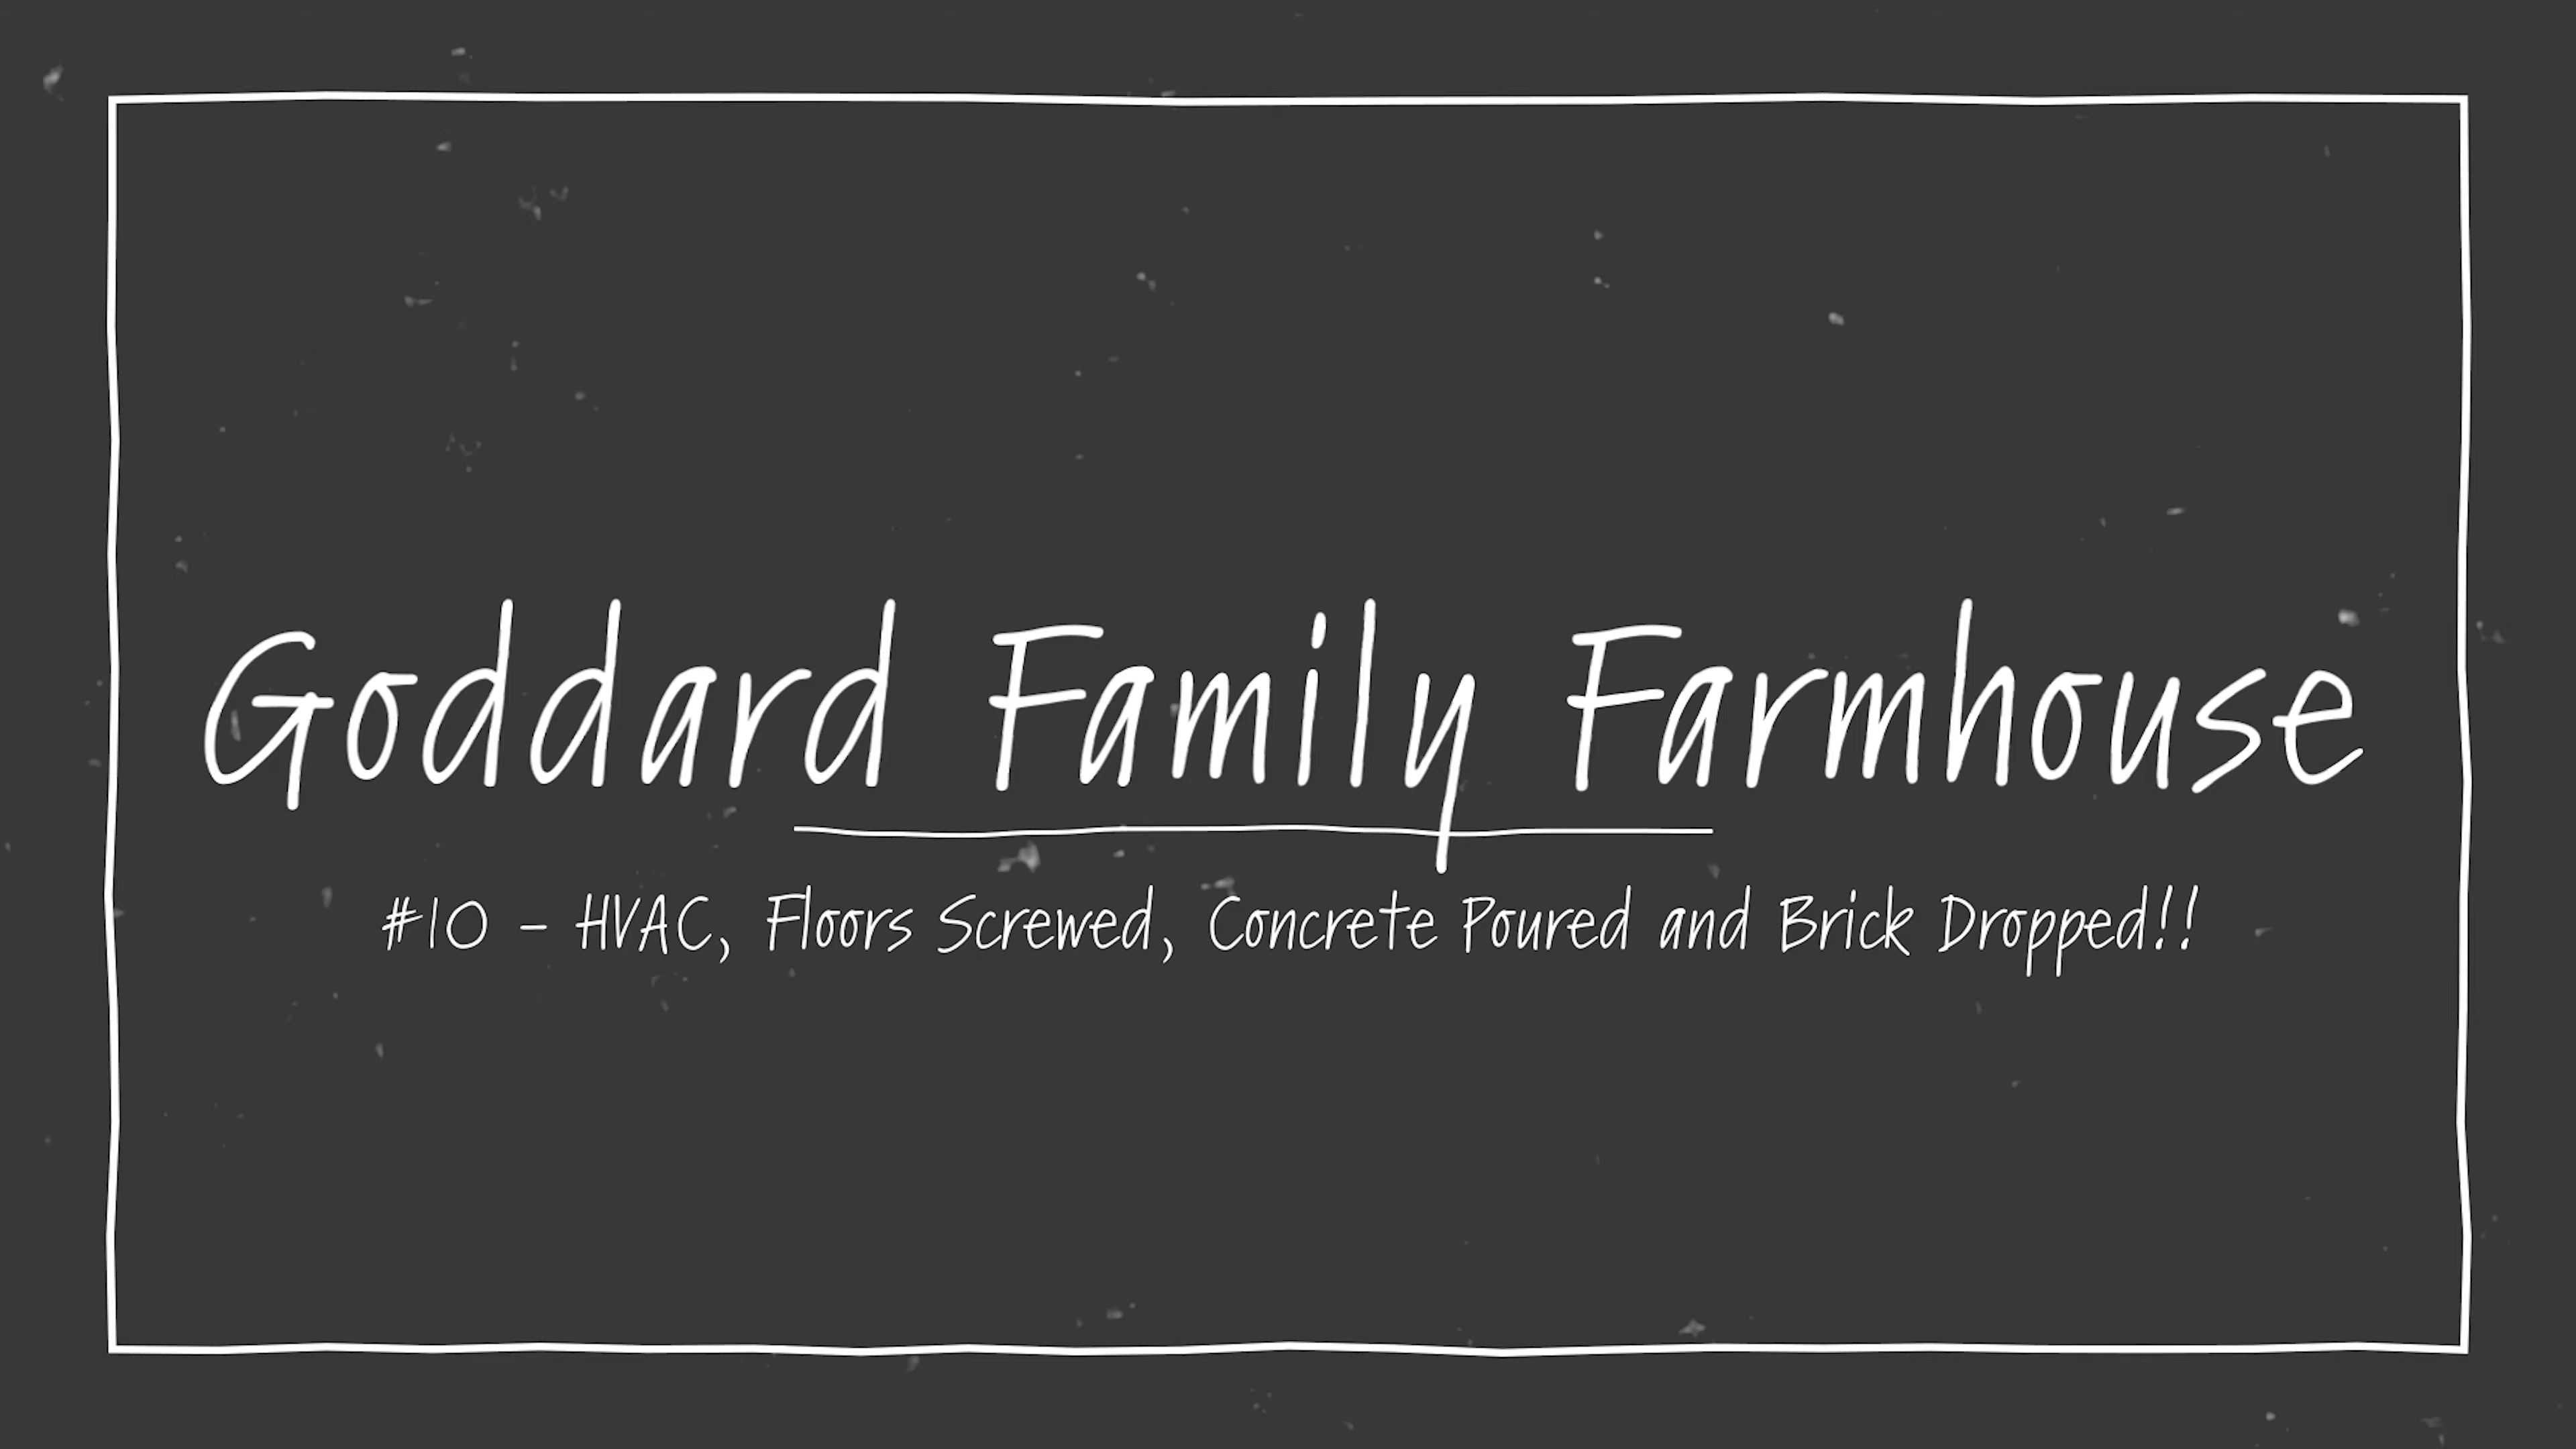 Goddard Family Farmhouse
#10 - HVAC, Floors Screwed, Concrete Poured and Brick Dropped!!